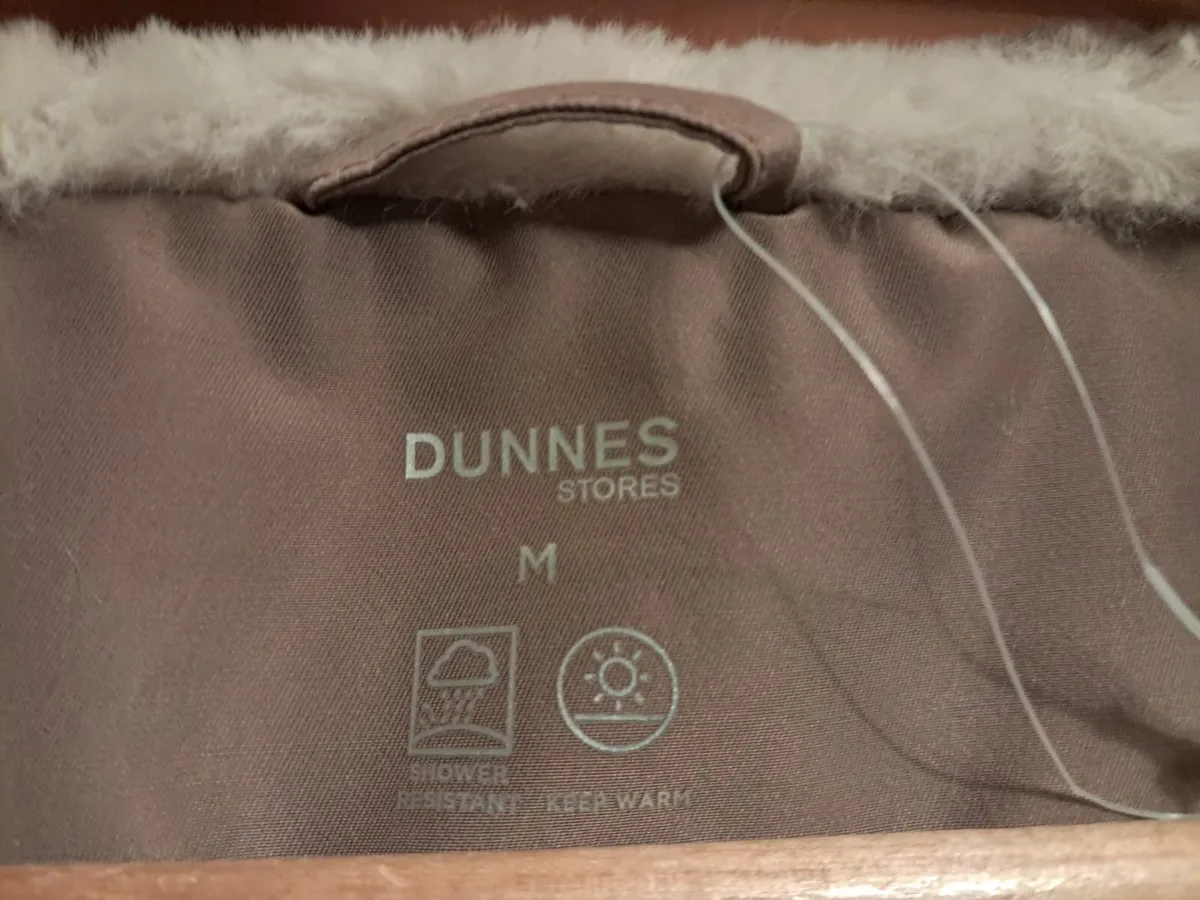 DUNNES
STORES
M
SHOWER
RESISTANT
KEEP WARM